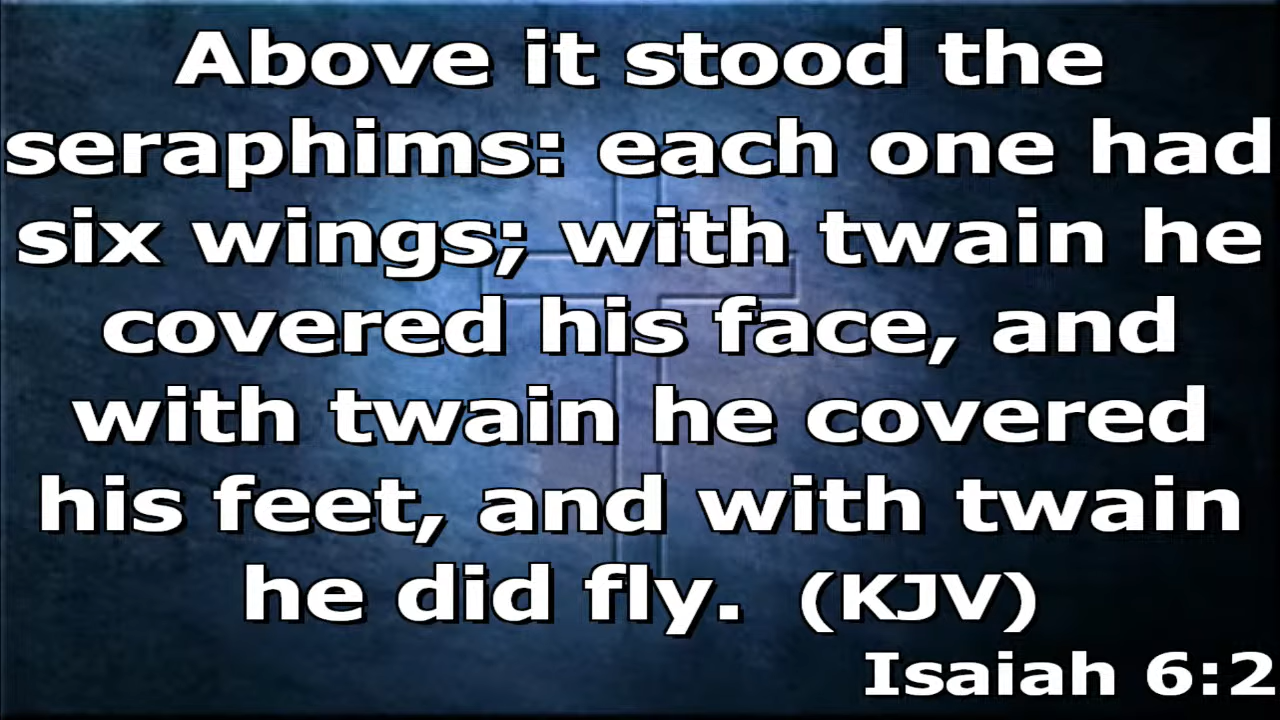 Above it stood the
seraphims: each one had
six wings; with twain he
covered his face, and
with twain he covered
his feet, and with twain
he did fly. (KJV)
Isaiah 6:2